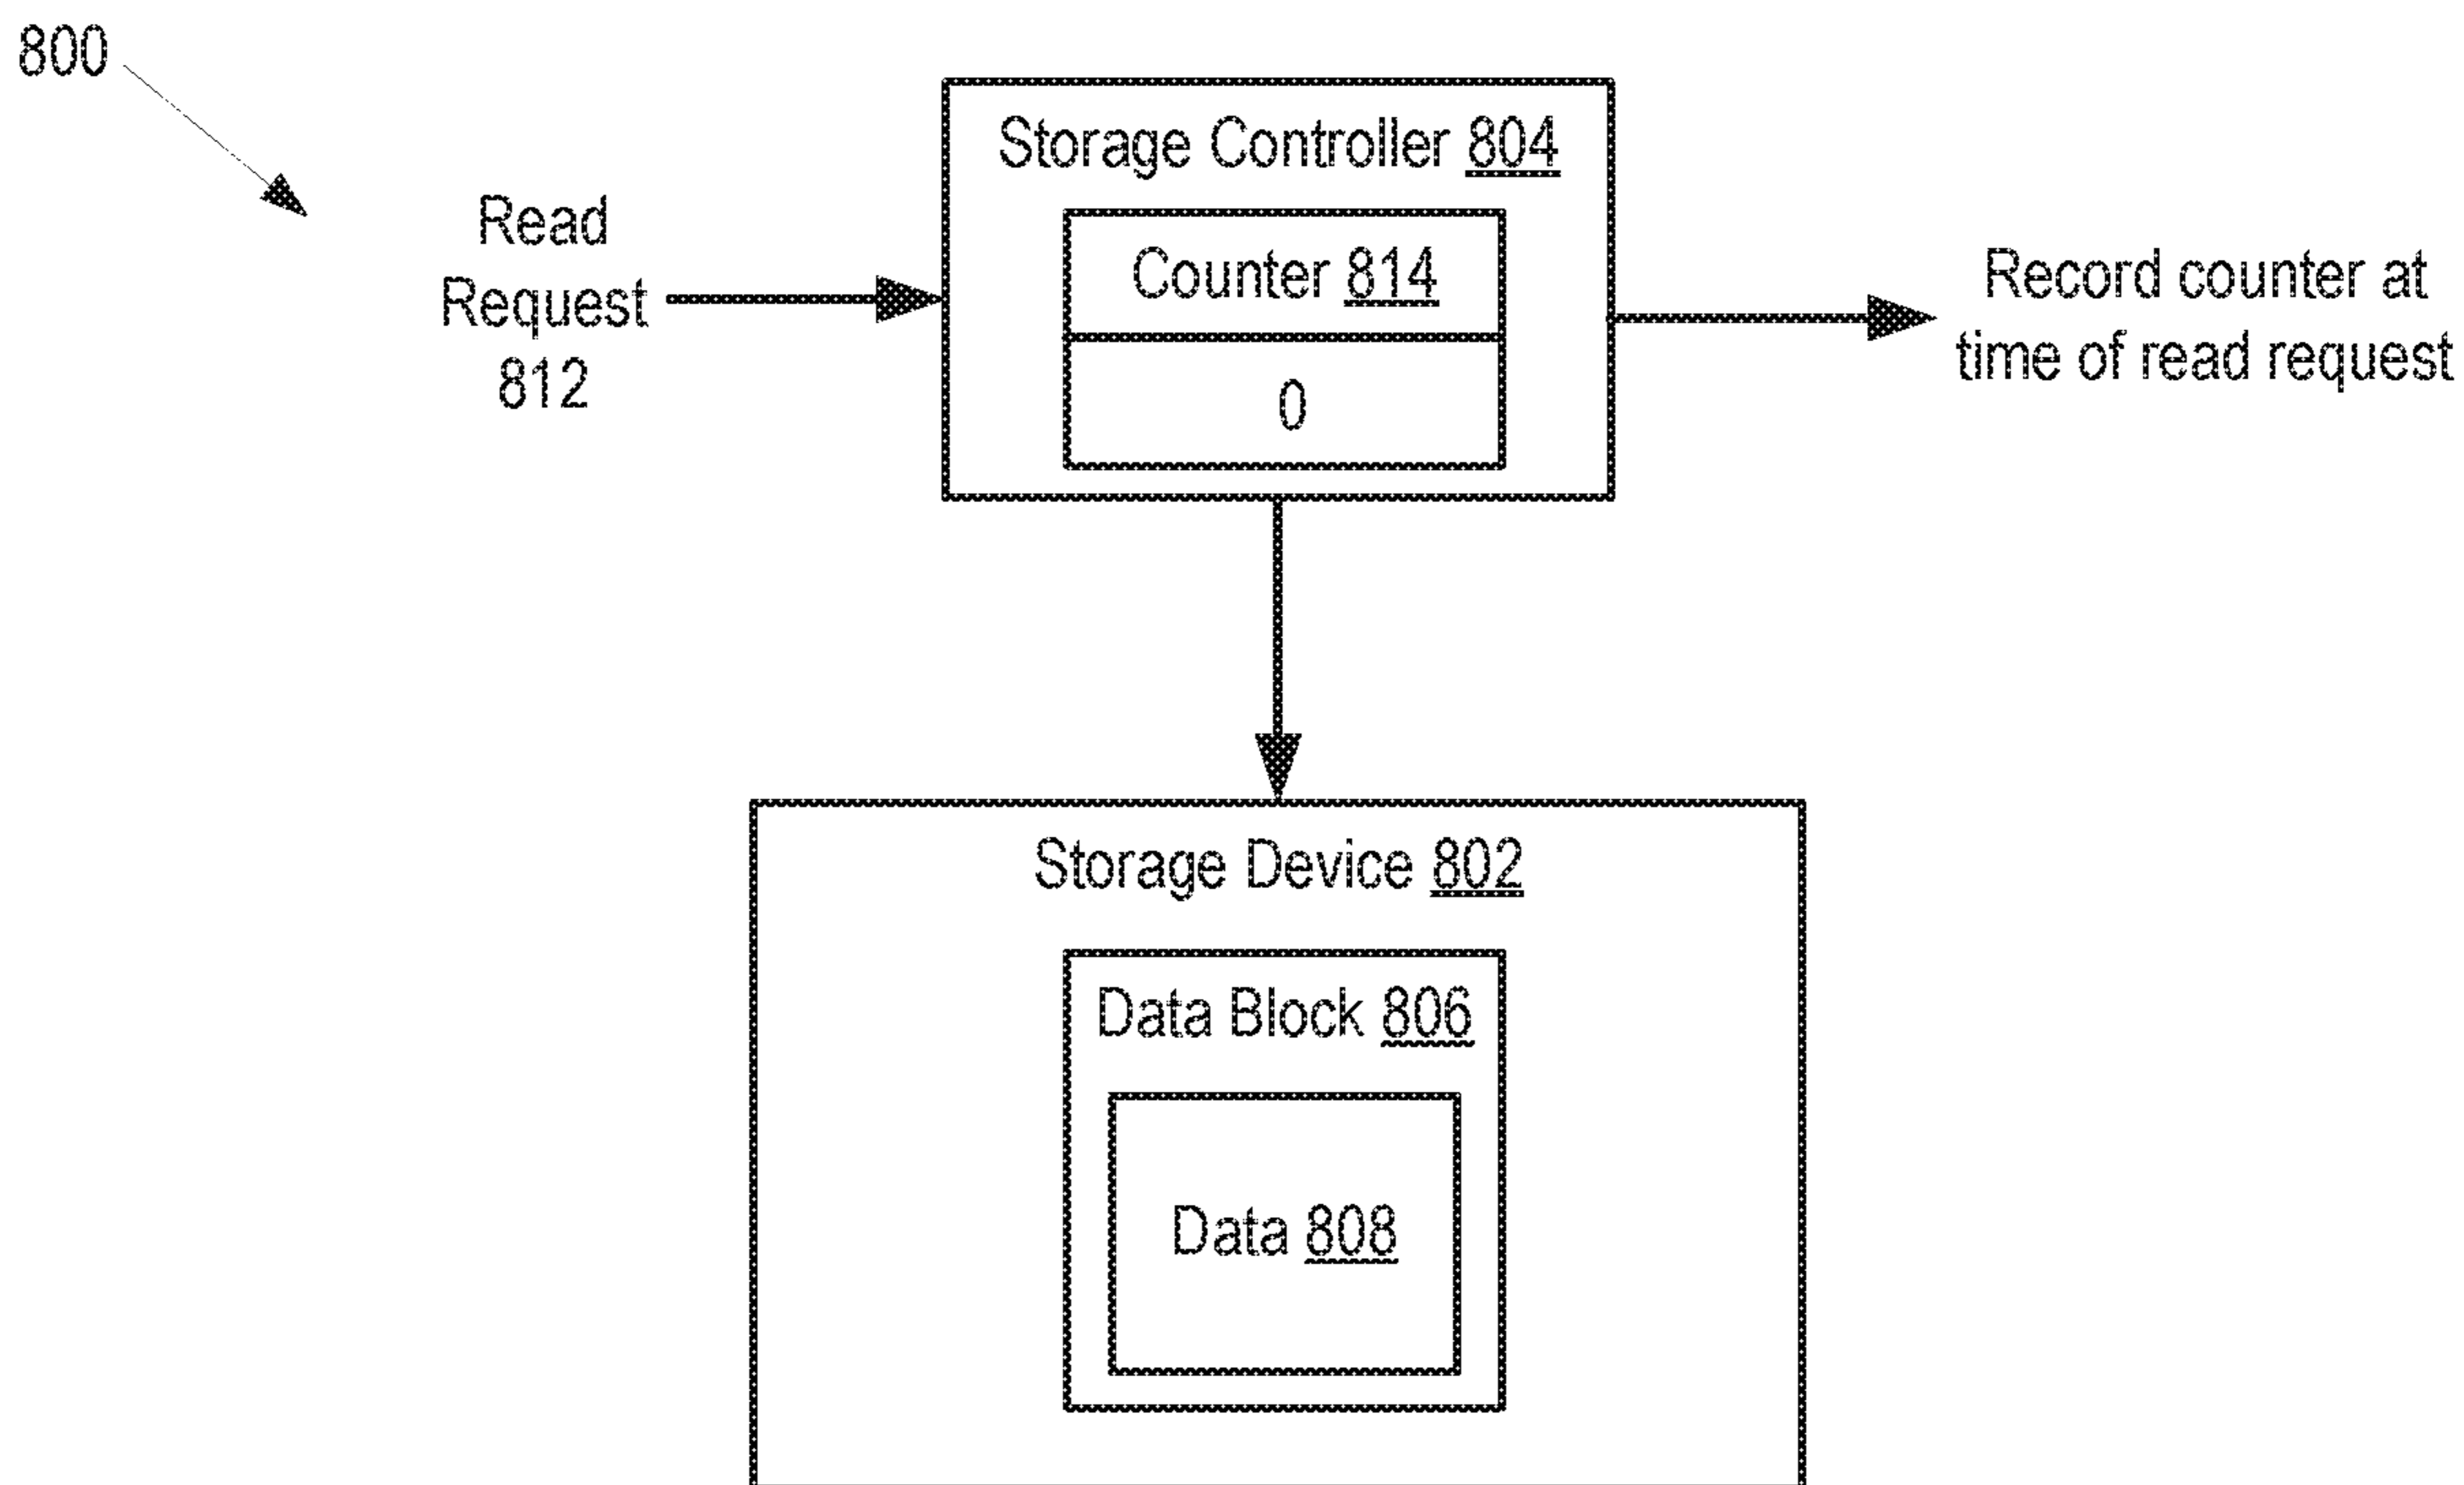 800
Read
Request
812
Storage Controller 804
Counter 814
0
Record counter at
time of read request
Storage Device 802
Data Block 806
Data 808